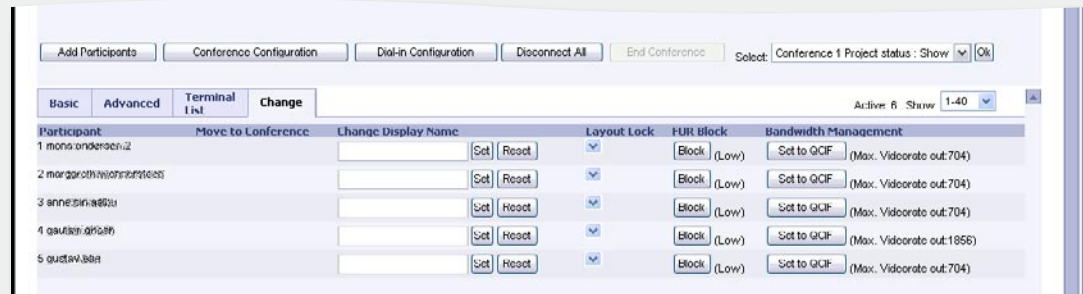 Add Participants Conference Configuration Dial-in Configuration Disconnect All End Conference Select: Conference 1 Project status : Show Ok
Basic Advanced Terminal List Change Active 6 Show 1-40
Participant Move to Conference Change Display Name Layout Lock FUR Block Bandwidth Management
1 Set Reset Block (Low) Set to QCIF (Max. Videorate out:704)
2 Set Reset Block (Low) Set to QCIF (Max. Videorate out:704)
3 Set Reset Block (Low) Set to QCIF (Max. Videorate out:704)
4 Set Reset Block (Low) Set to QCIF (Max. Videorate out:1856)
5 Set Reset Block (Low) Set to QCIF (Max. Videorate out:704)